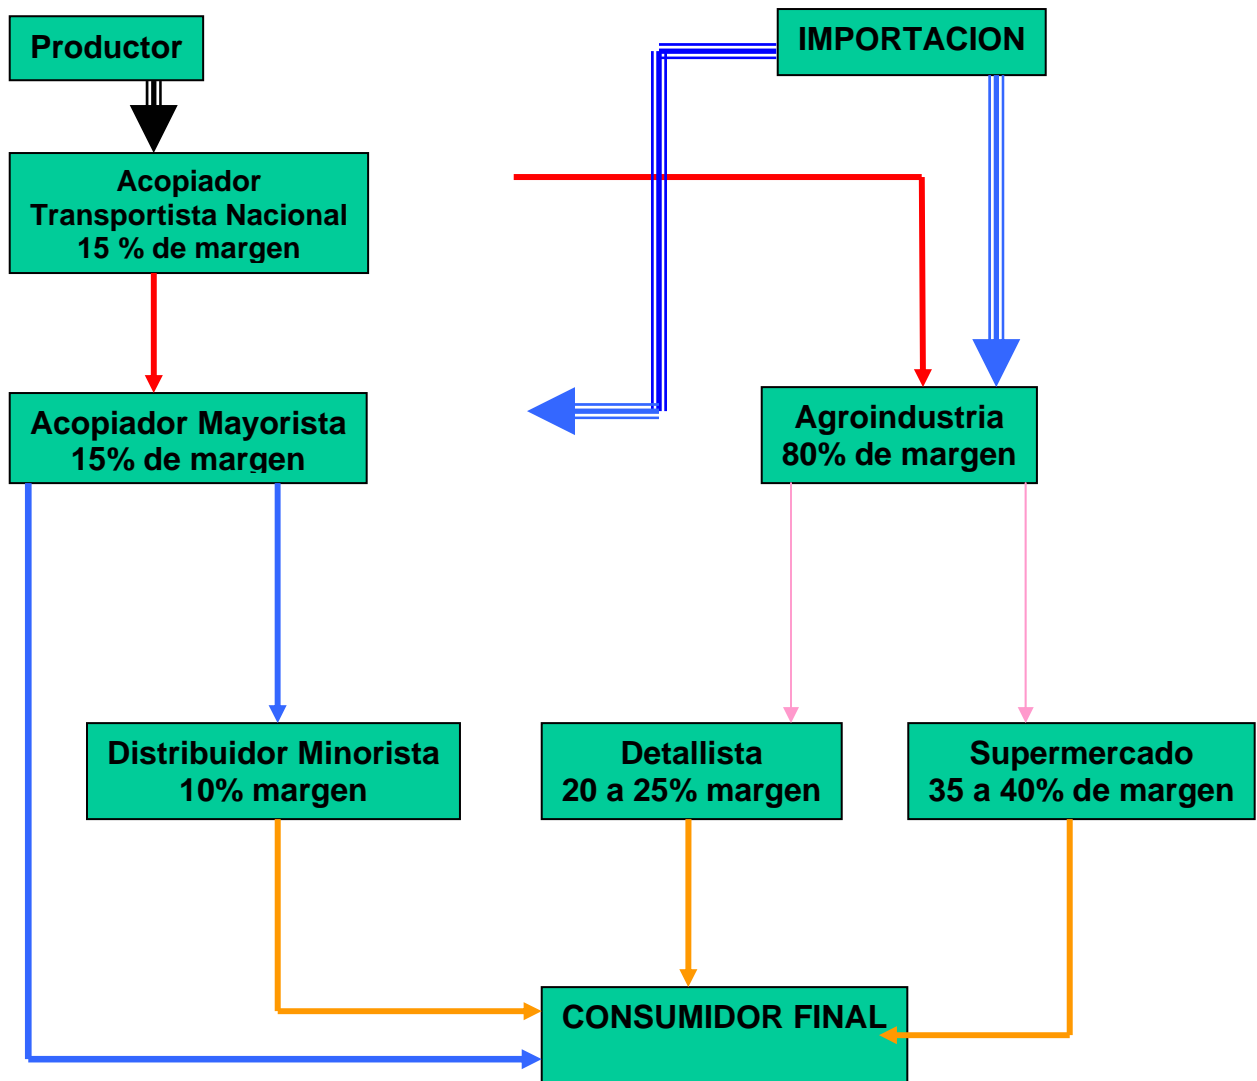 Productor
IMPORTACION
Acopiador
Transportista Nacional
15 % de margen
Acopiador Mayorista
15% de margen
Agroindustria
80% de margen
Distribuidor Minorista
10% margen
Detallista
20 a 25% margen
Supermercado
35 a 40% de margen
CONSUMIDOR FINAL